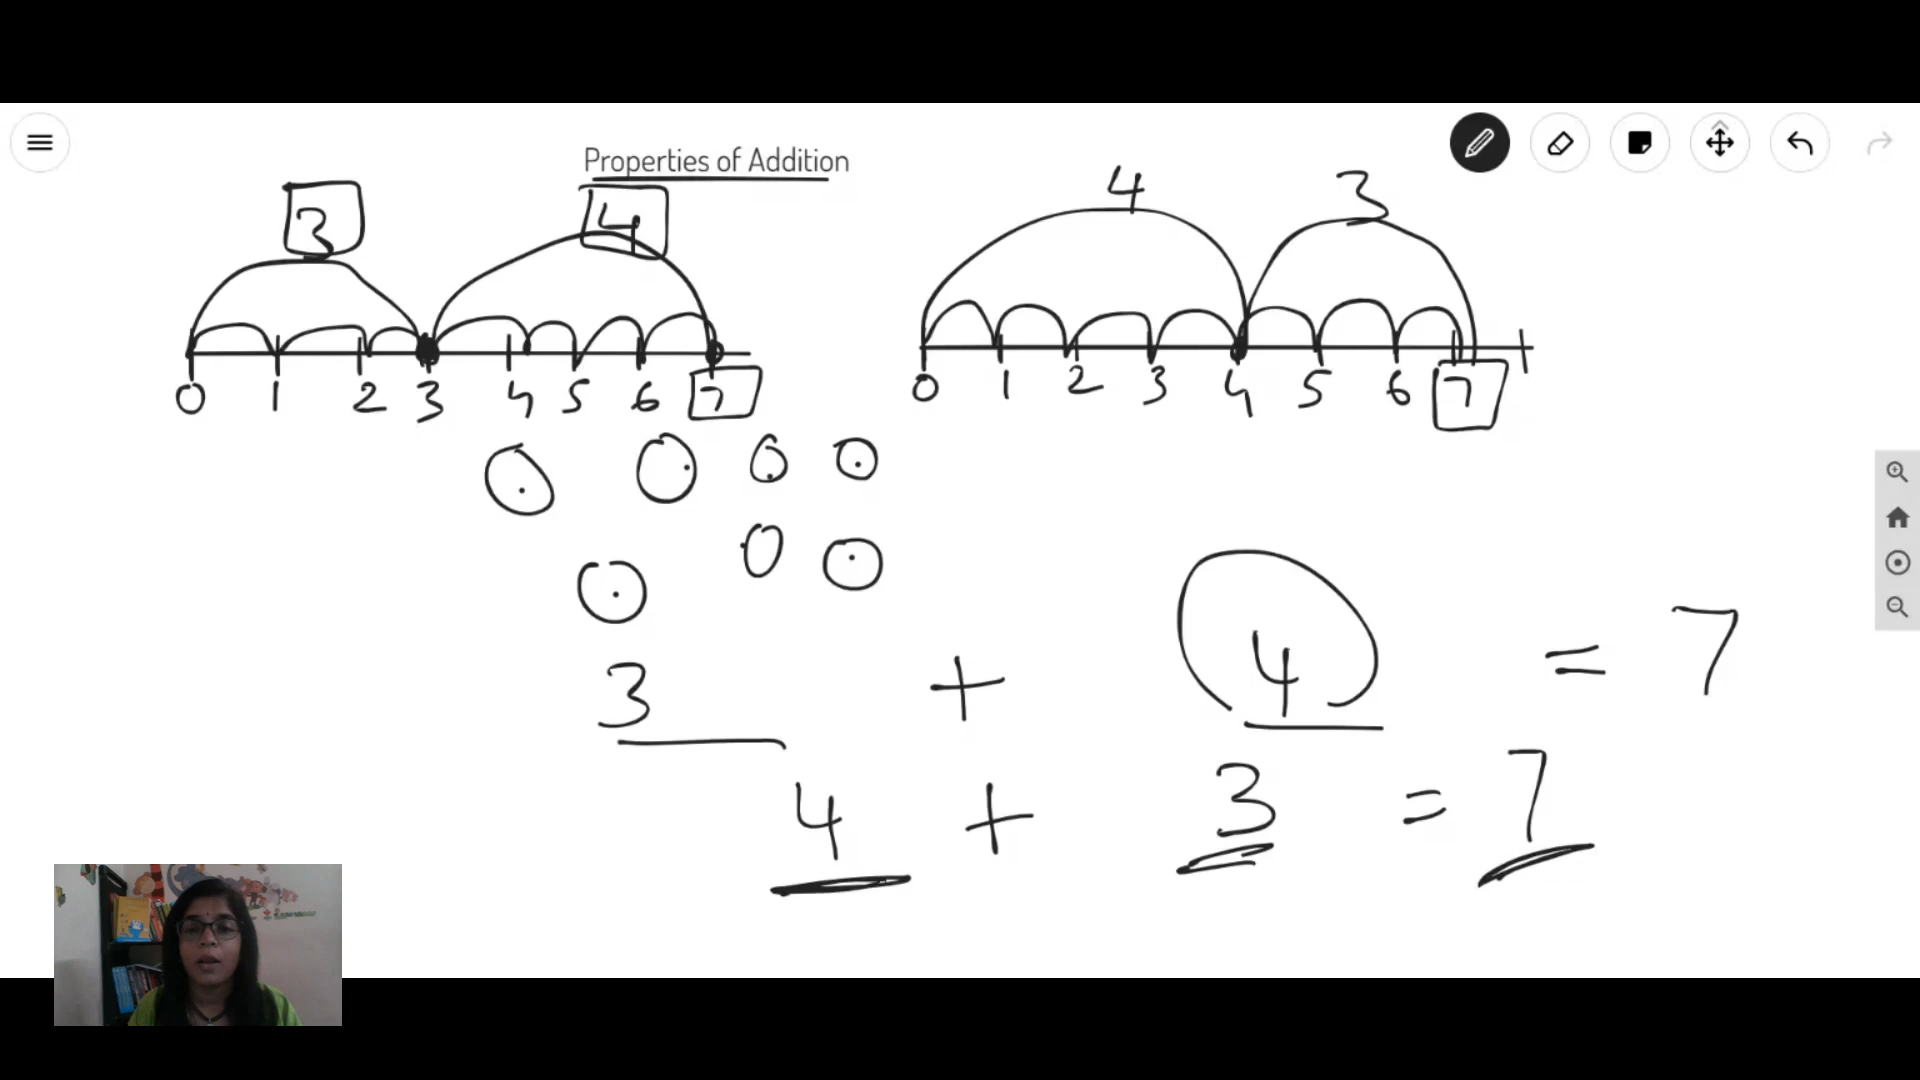 Properties of Addition
3 4
0 1 2 3 4 5 6 7
4 3
0 1 2 3 4 5 6 7
3 + 4 = 7
4 + 3 = 7